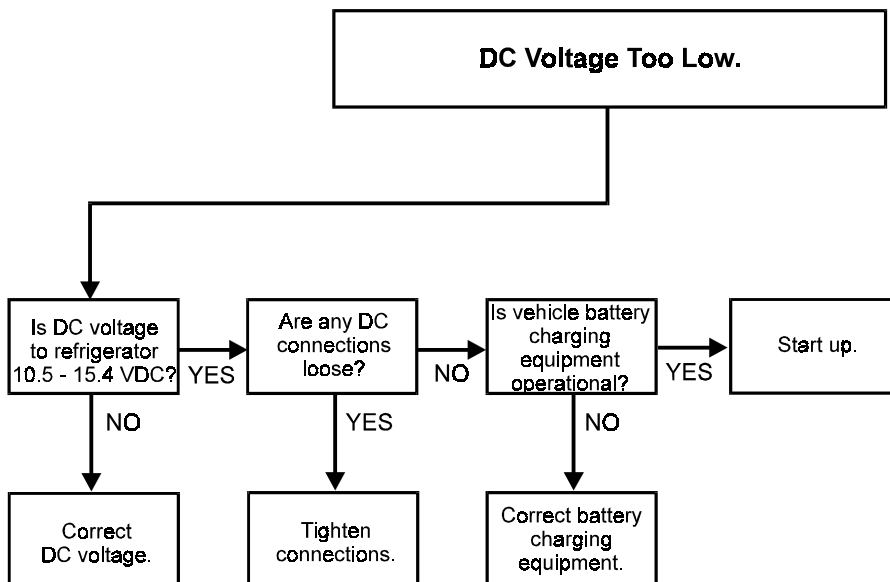 DC Voltage Too Low.
Is DC voltage
to refrigerator
10.5 - 15.4 VDC?
YES
Are any DC
connections
loose?
NO
Is vehicle battery
charging
equipment
operational?
YES
Start up.
NO
YES
NO
Correct
DC voltage.
Tighten
connections.
Correct battery
charging
equipment.